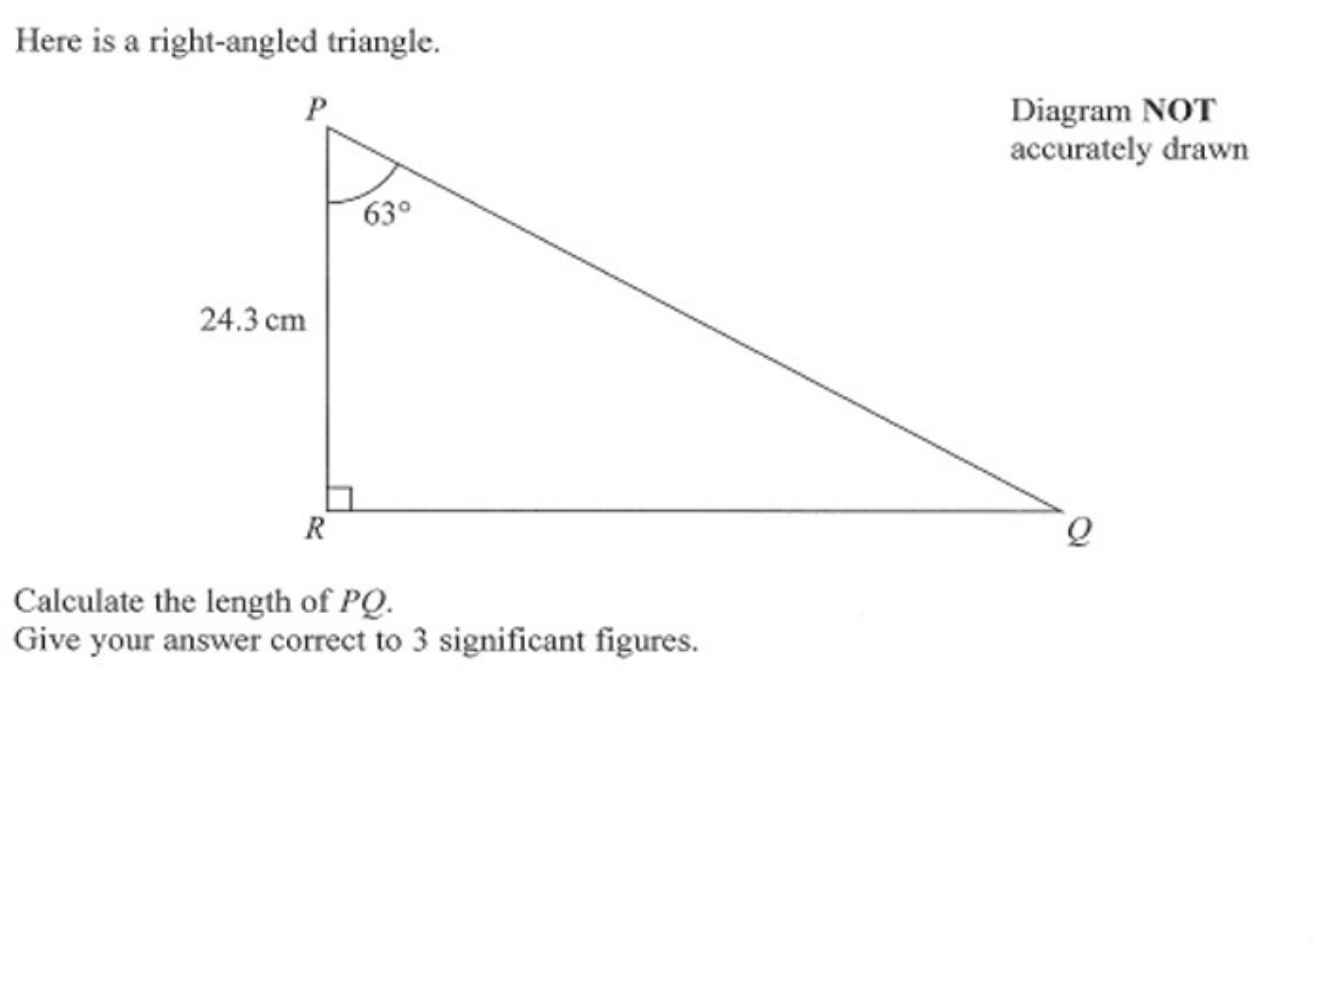 Here is a right-angled triangle.
P
Diagram NOT
accurately drawn
63°
24.3 cm
R
Q
Calculate the length of PQ.
Give your answer correct to 3 significant figures.